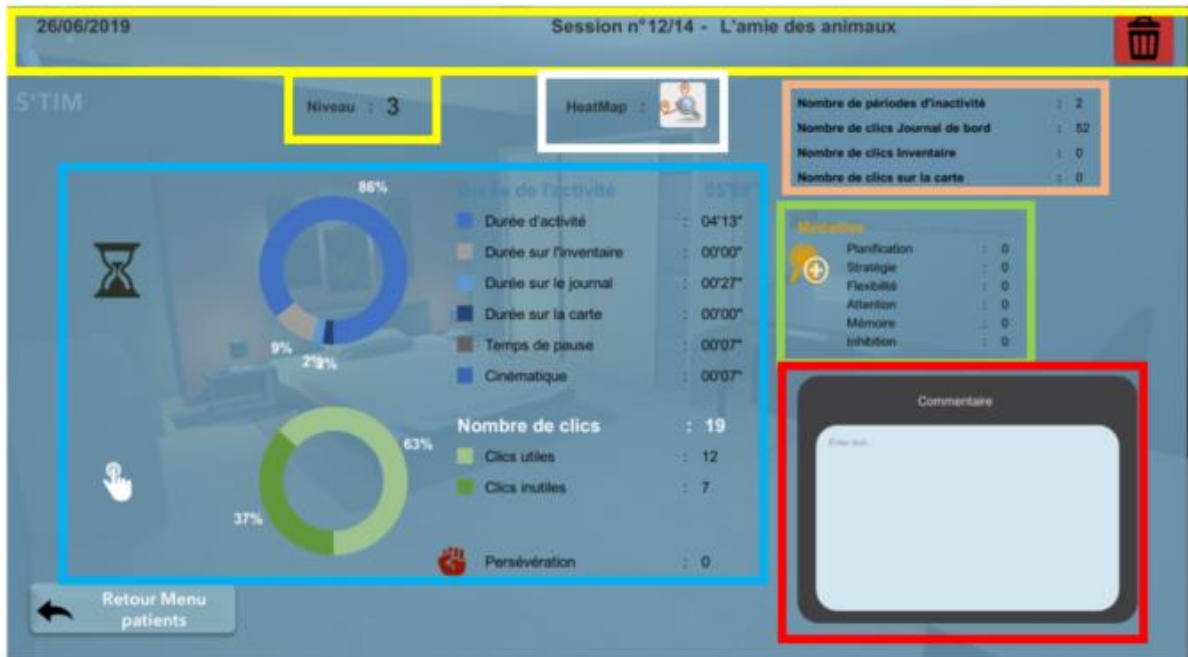 26/06/2019
Session n°12/14 - L'amie des animaux
S'TIM
Niveau : 3
HeatMap :
Nombre de périodes d'inactivité : 2
Nombre de clics Journal de bord : 52
Nombre de clics Inventaire : 0
Nombre de clics sur la carte : 0
86%
9%
2%
63%
37%
Durée de l'activité
Durée d'activité : 04'13"
Durée sur l'inventaire : 00'00"
Durée sur le journal : 00'27"
Durée sur la carte : 00'00"
Temps de pause : 00'07"
Cinématique : 00'07"
Nombre de clics : 19
Clics utiles : 12
Clics inutiles : 7
Persévération : 0
Médailles
Planification : 0
Stratégie : 0
Flexibilité : 0
Attention : 0
Mémoire : 0
Inhibition : 0
Commentaire
Enter text...
Retour Menu
patients